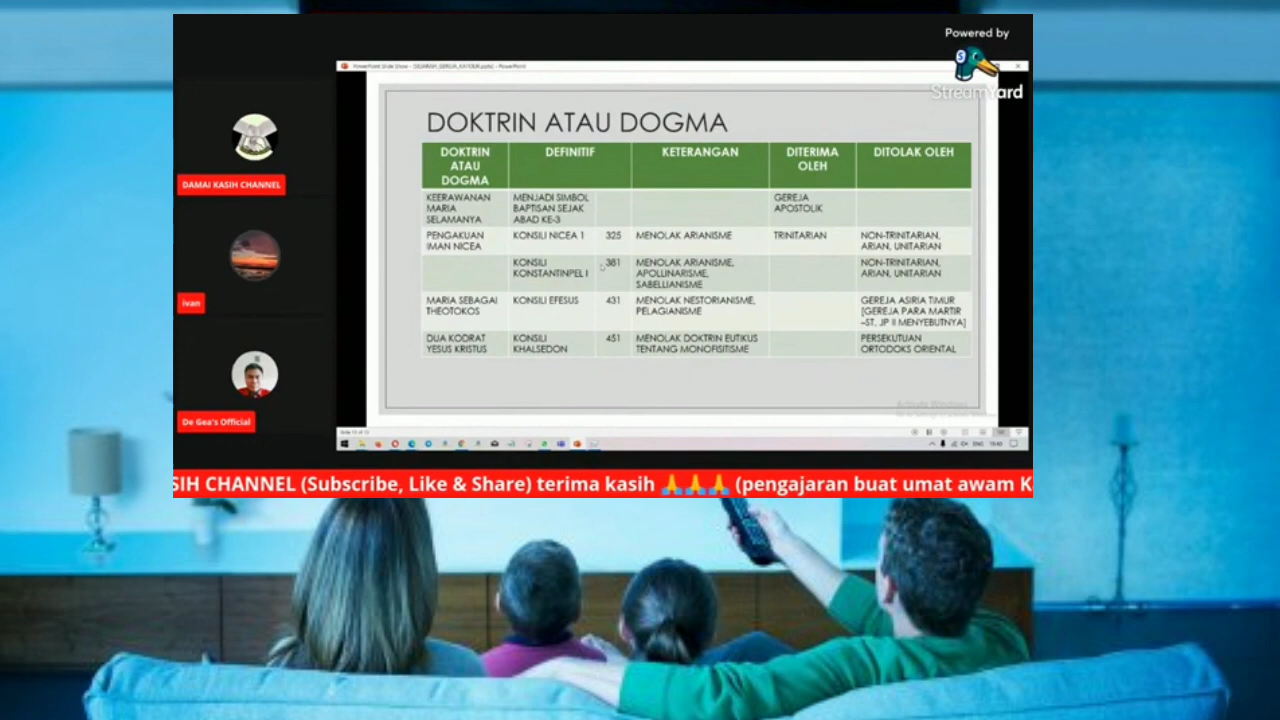 Powered by
StreamYard
DOKTRIN ATAU DOGMA
DOKTRIN ATAU DOGMA DEFINITIF KETERANGAN DITERIMA OLEH DITOLAK OLEH
KEERAWANAN MARIA SELAMANYA MENJADI SIMBOL BAPTISAN SEJAK ABAD KE-3 GEREJA APOSTOLIK
PENGAKUAN IMAN NICEA KONSILI NICEA 1 325 MENOLAK ARIANISME TRINITARIAN NON-TRINITARIAN, ARIAN, UNITARIAN
KONSILI KONSTANTINPEL I 381 MENOLAK ARIANISME, APOLLINARISME, SABELLIANISME NON-TRINITARIAN, ARIAN, UNITARIAN
MARIA SEBAGAI THEOTOKOS KONSILI EFESUS 431 MENOLAK NESTORIANISME, PELAGIANISME GEREJA ASIRIA TIMUR [GEREJA PARA MARTIR –ST. JP II MENYEBUTNYA]
DUA KODRAT YESUS KRISTUS KONSILI KHALSEDON 451 MENOLAK DOKTRIN EUTIKUS TENTANG MONOFISITISME PERSEKUTUAN ORTODOKS ORIENTAL
DAMAI KASIH CHANNEL
ivan
De Gea's Official
Activate Windows
SIH CHANNEL (Subscribe, Like & Share) terima kasih 🙏🙏🙏 (pengajaran buat umat awam K